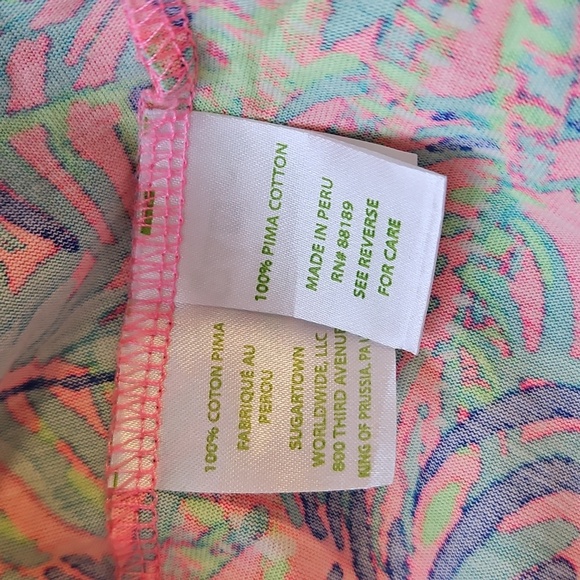 100% PIMA COTTON
MADE IN PERU
RN# 88189
SEE REVERSE
FOR CARE
100% COTON PIMA
FABRIQUE AU
PEROU
SUGARTOWN
WORLDWIDE, LLC
800 THIRD AVENUE
KING OF PRUSSIA, PA